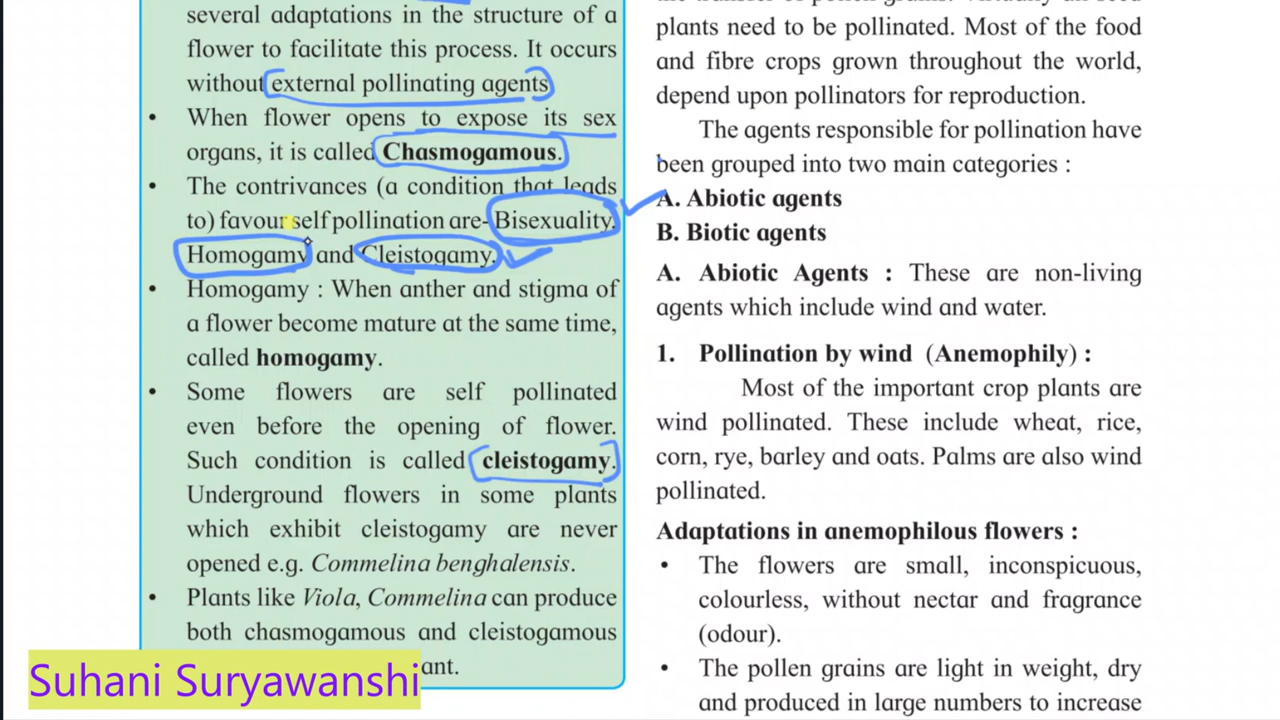 several adaptations in the structure of a
flower to facilitate this process. It occurs
without external pollinating agents
• When flower opens to expose its sex
organs, it is called Chasmogamous.
• The contrivances (a condition that leads
to) favour self pollination are- Bisexuality,
Homogamy and Cleistogamy.
• Homogamy : When anther and stigma of
a flower become mature at the same time,
called homogamy.
• Some flowers are self pollinated
even before the opening of flower.
Such condition is called cleistogamy.
Underground flowers in some plants
which exhibit cleistogamy are never
opened e.g. Commelina benghalensis.
• Plants like Viola, Commelina can produce
both chasmogamous and cleistogamous
ant.
Suhani Suryawanshi
plants need to be pollinated. Most of the food
and fibre crops grown throughout the world,
depend upon pollinators for reproduction.
The agents responsible for pollination have
been grouped into two main categories :
A. Abiotic agents
B. Biotic agents
A. Abiotic Agents : These are non-living
agents which include wind and water.
1. Pollination by wind (Anemophily) :
Most of the important crop plants are
wind pollinated. These include wheat, rice,
corn, rye, barley and oats. Palms are also wind
pollinated.
Adaptations in anemophilous flowers :
• The flowers are small, inconspicuous,
colourless, without nectar and fragrance
(odour).
• The pollen grains are light in weight, dry
and produced in large numbers to increase